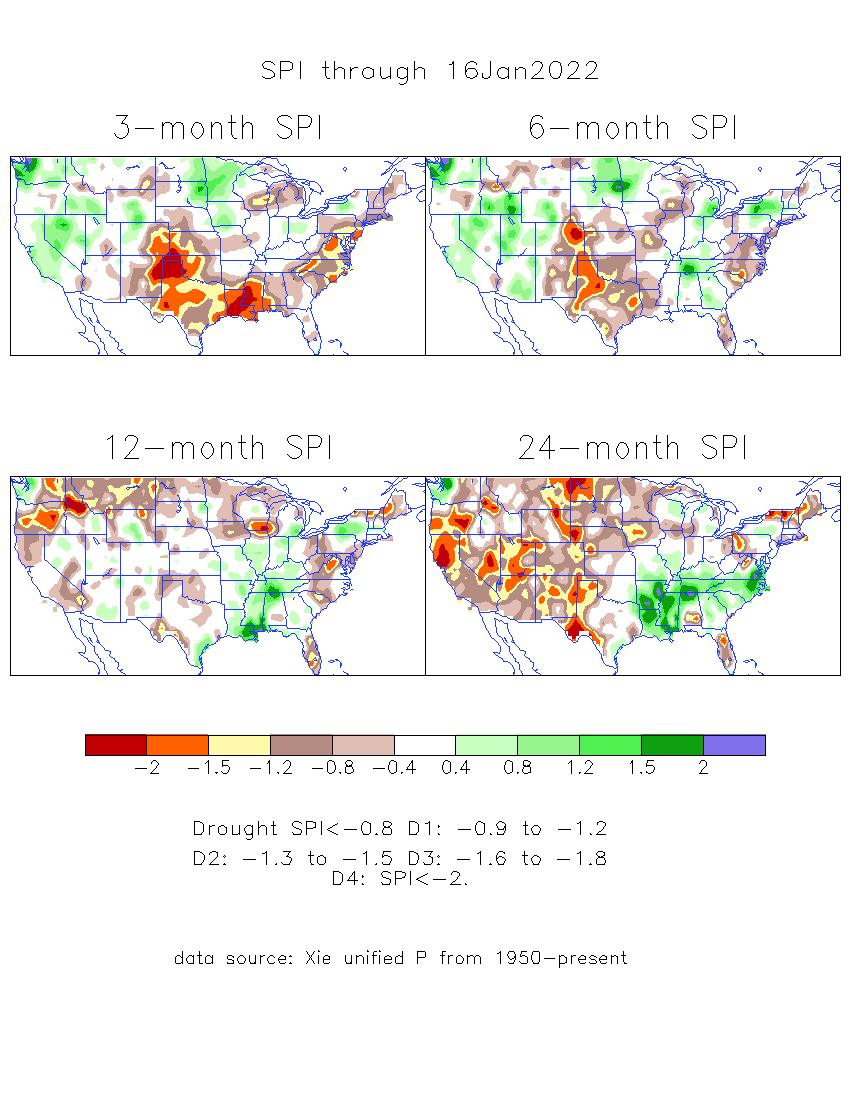 SPI through 16Jan2022
3-month SPI
6-month SPI
12-month SPI
24-month SPI
-2 -1.5 -1.2 -0.8 -0.4 0.4 0.8 1.2 1.5 2
Drought SPI<-0.8 D1: -0.9 to -1.2
D2: -1.3 to -1.5 D3: -1.6 to -1.8
D4: SPI<-2.
data source: Xie unified P from 1950-present